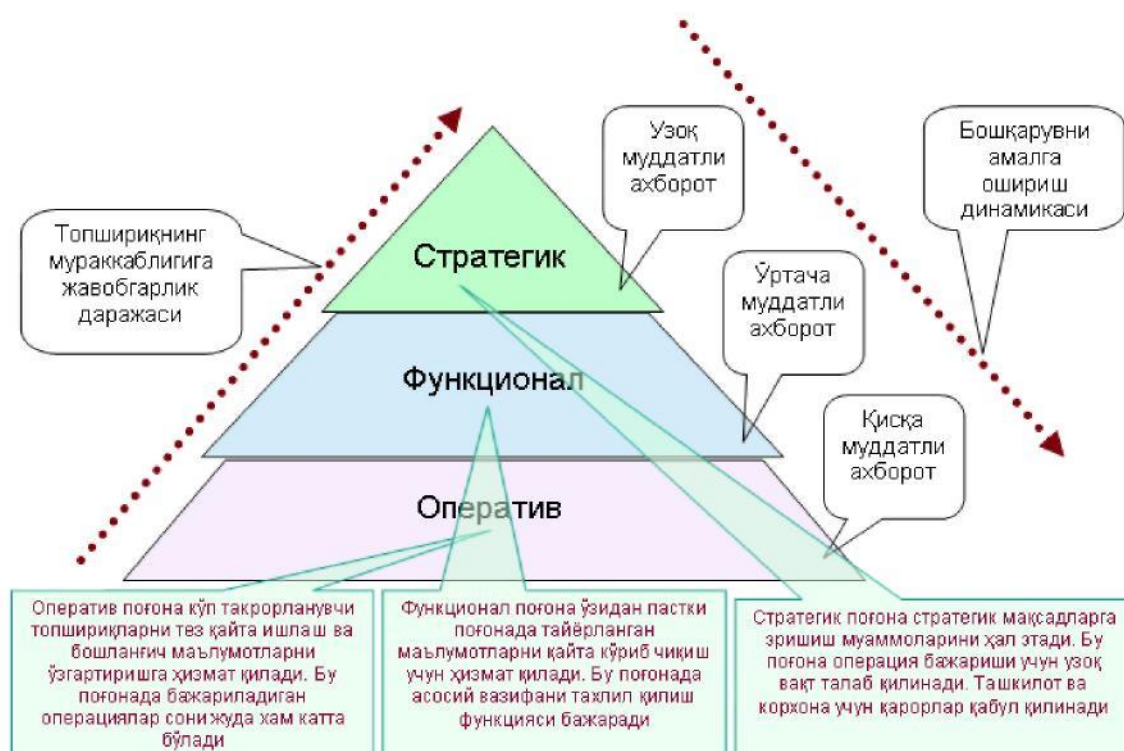 Узоқ
муддатли
ахборот
Бошқарувни
амалга
ошириш
динамикаси
Топшириқнинг
мураккаблигига
жавобгарлик
даражаси
Стратегик
Ўртача
муддатли
ахборот
Функционал
Қисқа
муддатли
ахборот
Оператив
Оператив поғона кўп такрорланувчи
топшириқларни тез қайта ишлаш ва
бошланғич маълумотларни
ўзгартиришга ҳизмат қилади. Бу
поғонада бажариладиган
операциялар сони жуда хам катта
бўлади
Функционал поғона ўзидан пастки
поғонада тайёрланган
маълумотларни қайта кўриб чиқиш
учун ҳизмат қилади. Бу поғонада
асосий вазифани тахлил қилиш
функцияси бажаради
Стратегик поғона стратегик мақсадларга
эришиш муаммоларини ҳал этади. Бу
поғона операция бажариши учун узоқ
вақт талаб қилинади. Ташкилот ва
корхона учун қарорлар қабул қилинади